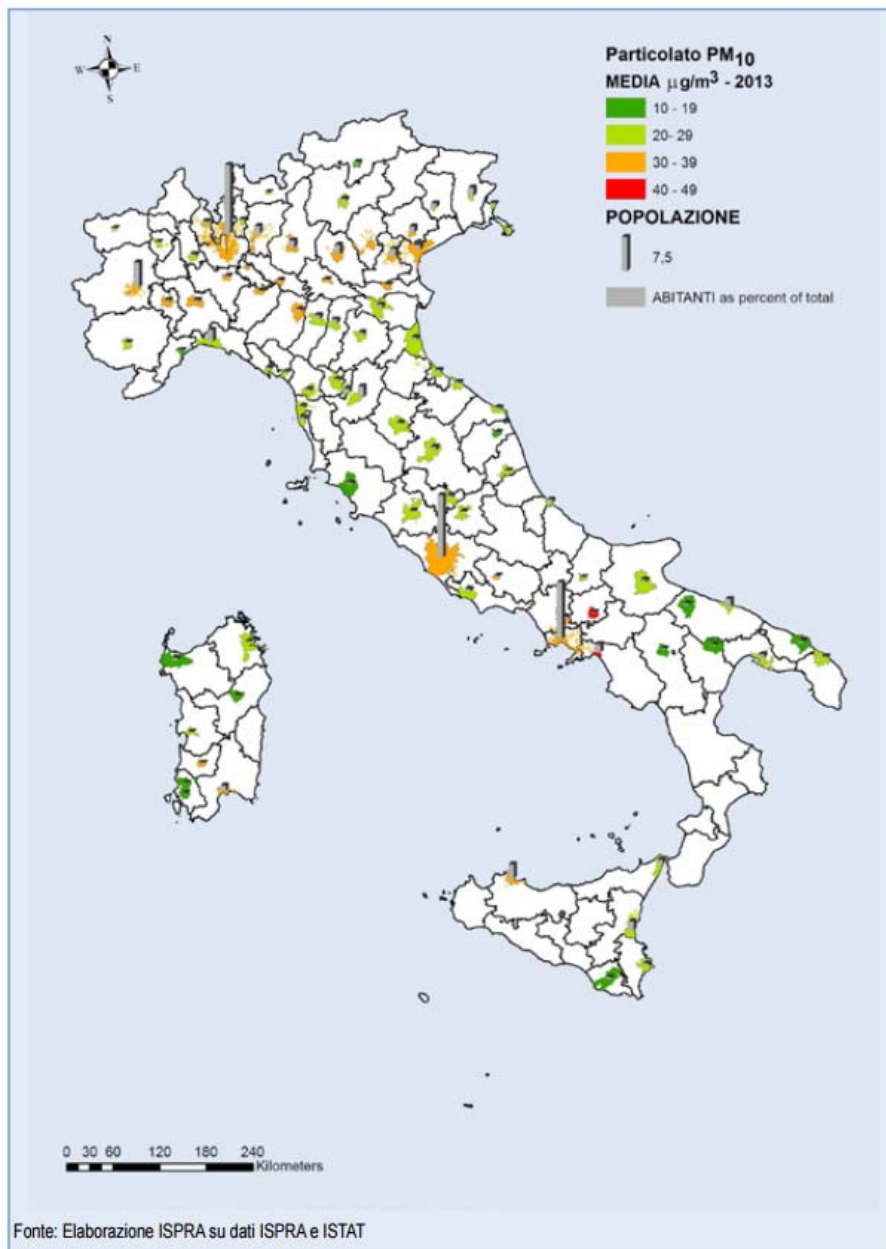 N
W E
S
Particolato PM10
MEDIA µg/m3 - 2013
10 - 19
20- 29
30 - 39
40 - 49
POPOLAZIONE
7,5
ABITANTI as percent of total
0 30 60 120 180 240
Kilometers
Fonte: Elaborazione ISPRA su dati ISPRA e ISTAT